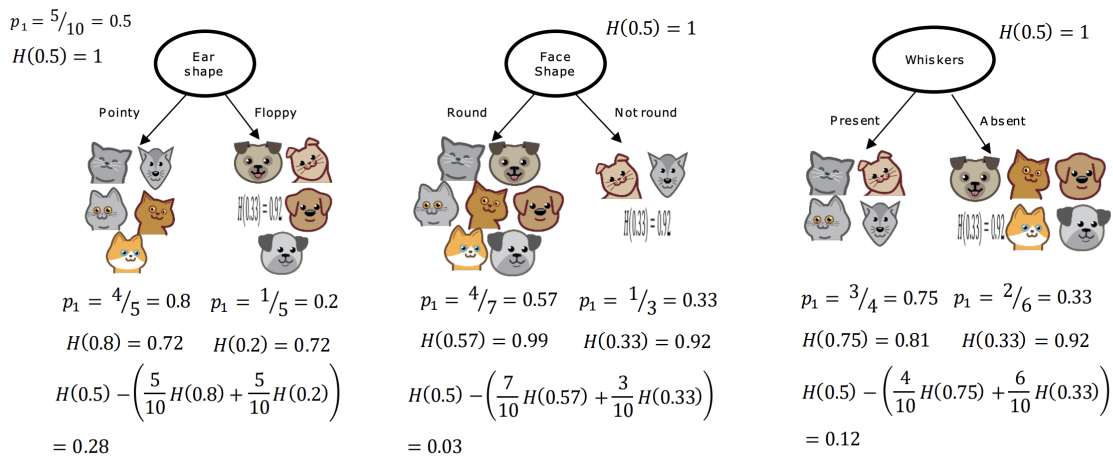 p₁ = 5/10 = 0.5
H(0.5) = 1
Ear
shape
Pointy
Floppy
H(0.33) = 0.92
p₁ = 4/5 = 0.8
p₁ = 1/5 = 0.2
H(0.8) = 0.72
H(0.2) = 0.72
H(0.5) − (5/10 H(0.8) + 5/10 H(0.2))
= 0.28
H(0.5) = 1
Face
Shape
Round
Not round
H(0.33) = 0.92
p₁ = 4/7 = 0.57
p₁ = 1/3 = 0.33
H(0.57) = 0.99
H(0.33) = 0.92
H(0.5) − (7/10 H(0.57) + 3/10 H(0.33))
= 0.03
H(0.5) = 1
Whiskers
Present
Absent
H(0.33) = 0.92
p₁ = 3/4 = 0.75
p₁ = 2/6 = 0.33
H(0.75) = 0.81
H(0.33) = 0.92
H(0.5) − (4/10 H(0.75) + 6/10 H(0.33))
= 0.12